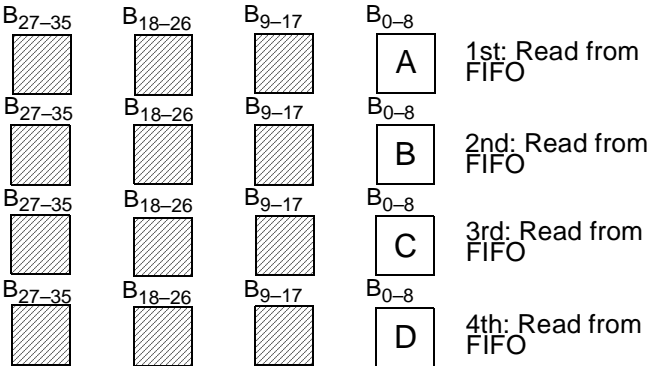 B27–35 B18–26 B9–17 B0–8
A 1st: Read from
FIFO
B27–35 B18–26 B9–17 B0–8
B 2nd: Read from
FIFO
B27–35 B18–26 B9–17 B0–8
C 3rd: Read from
FIFO
B27–35 B18–26 B9–17 B0–8
D 4th: Read from
FIFO